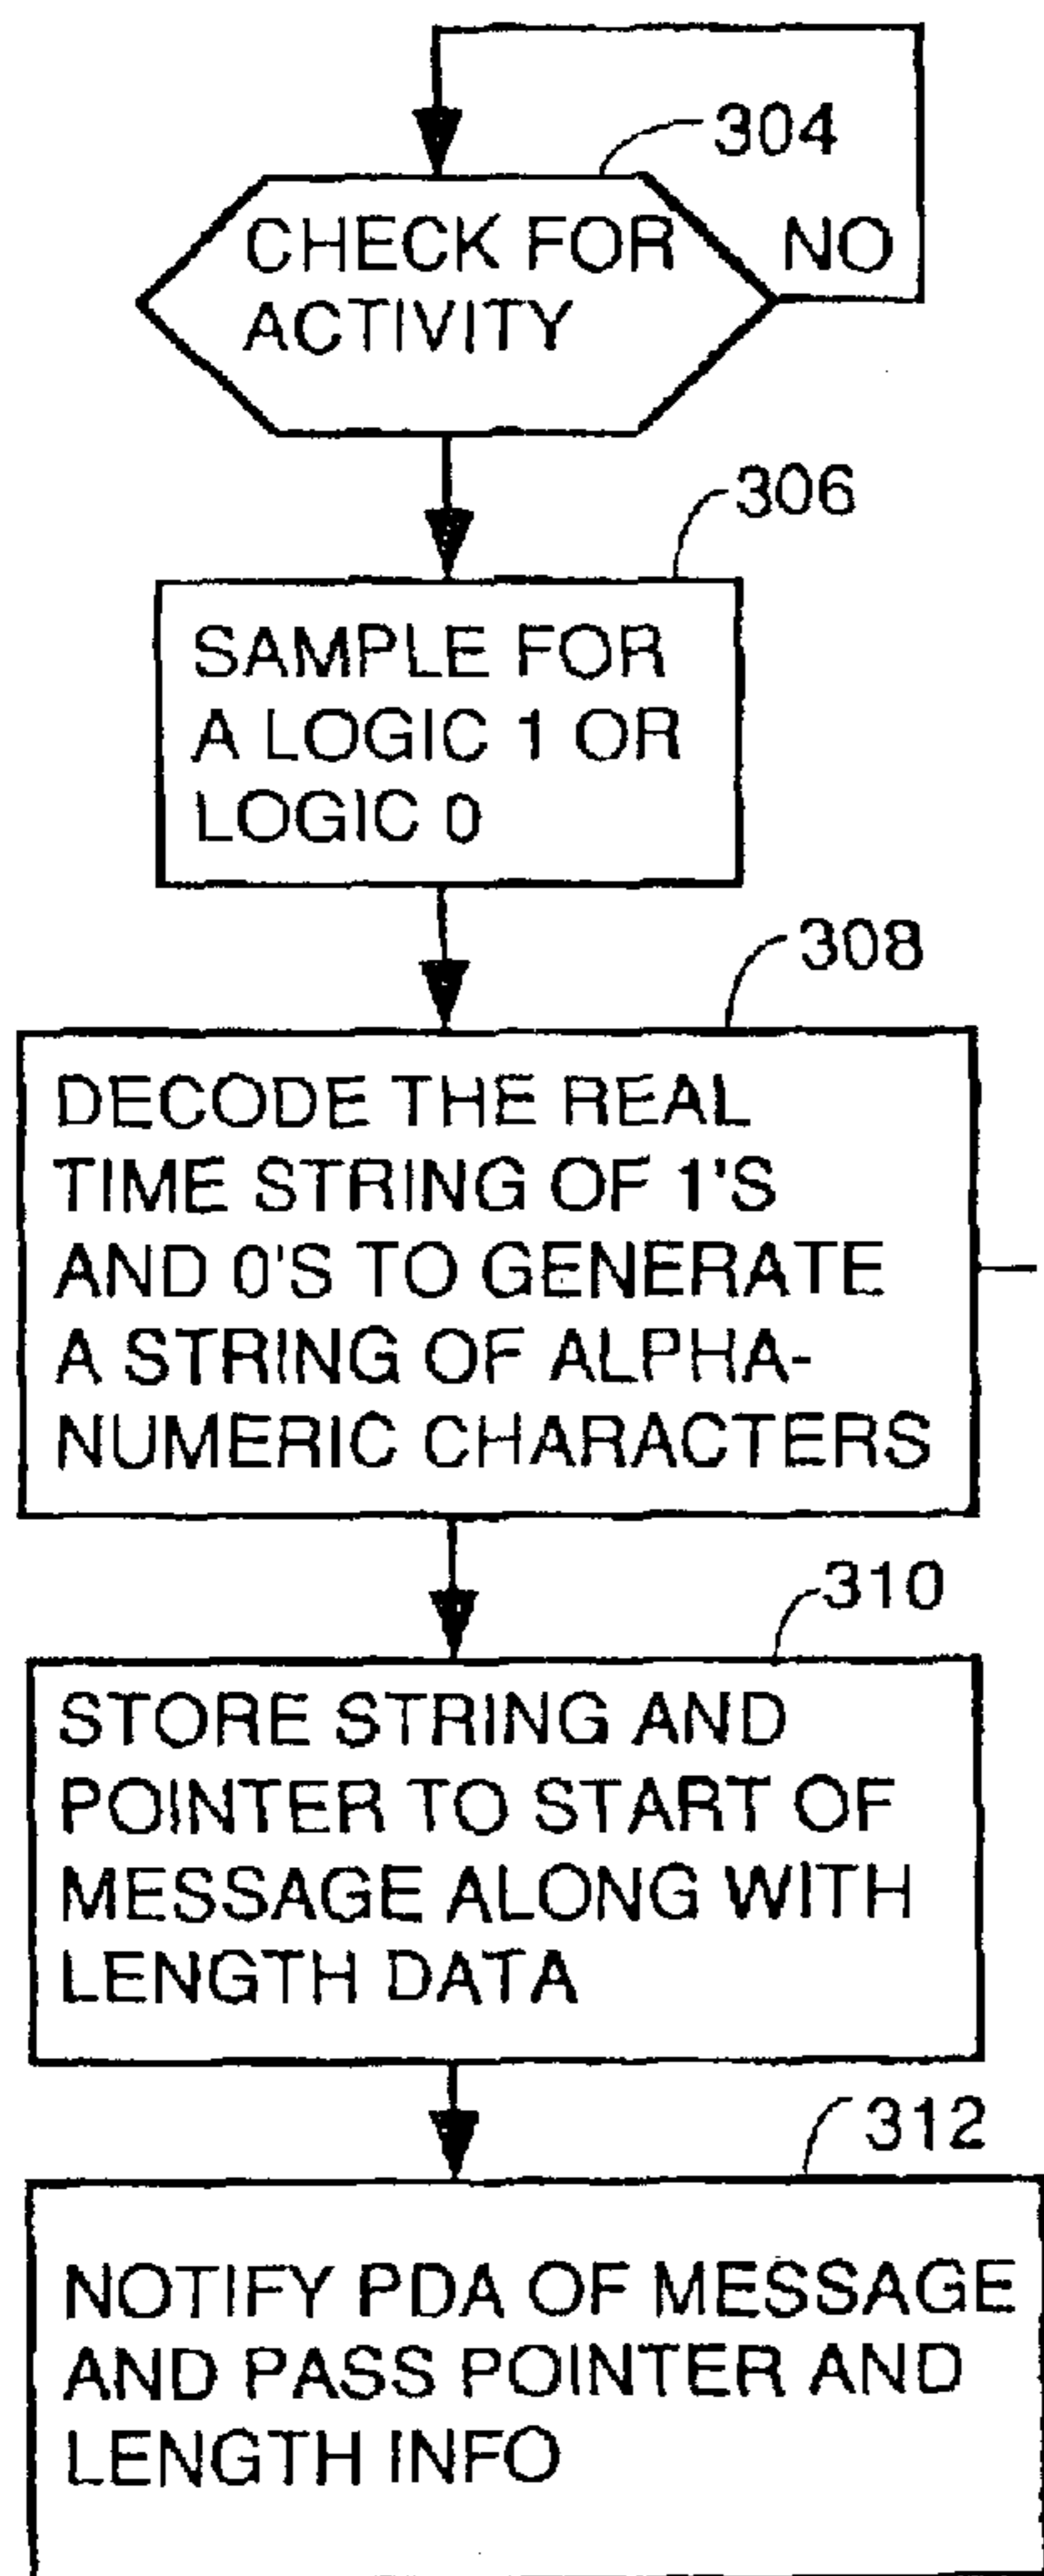 304
CHECK FOR
ACTIVITY
NO
306
SAMPLE FOR
A LOGIC 1 OR
LOGIC 0
308
DECODE THE REAL
TIME STRING OF 1'S
AND 0'S TO GENERATE
A STRING OF ALPHA-
NUMERIC CHARACTERS
310
STORE STRING AND
POINTER TO START OF
MESSAGE ALONG WITH
LENGTH DATA
312
NOTIFY PDA OF MESSAGE
AND PASS POINTER AND
LENGTH INFO